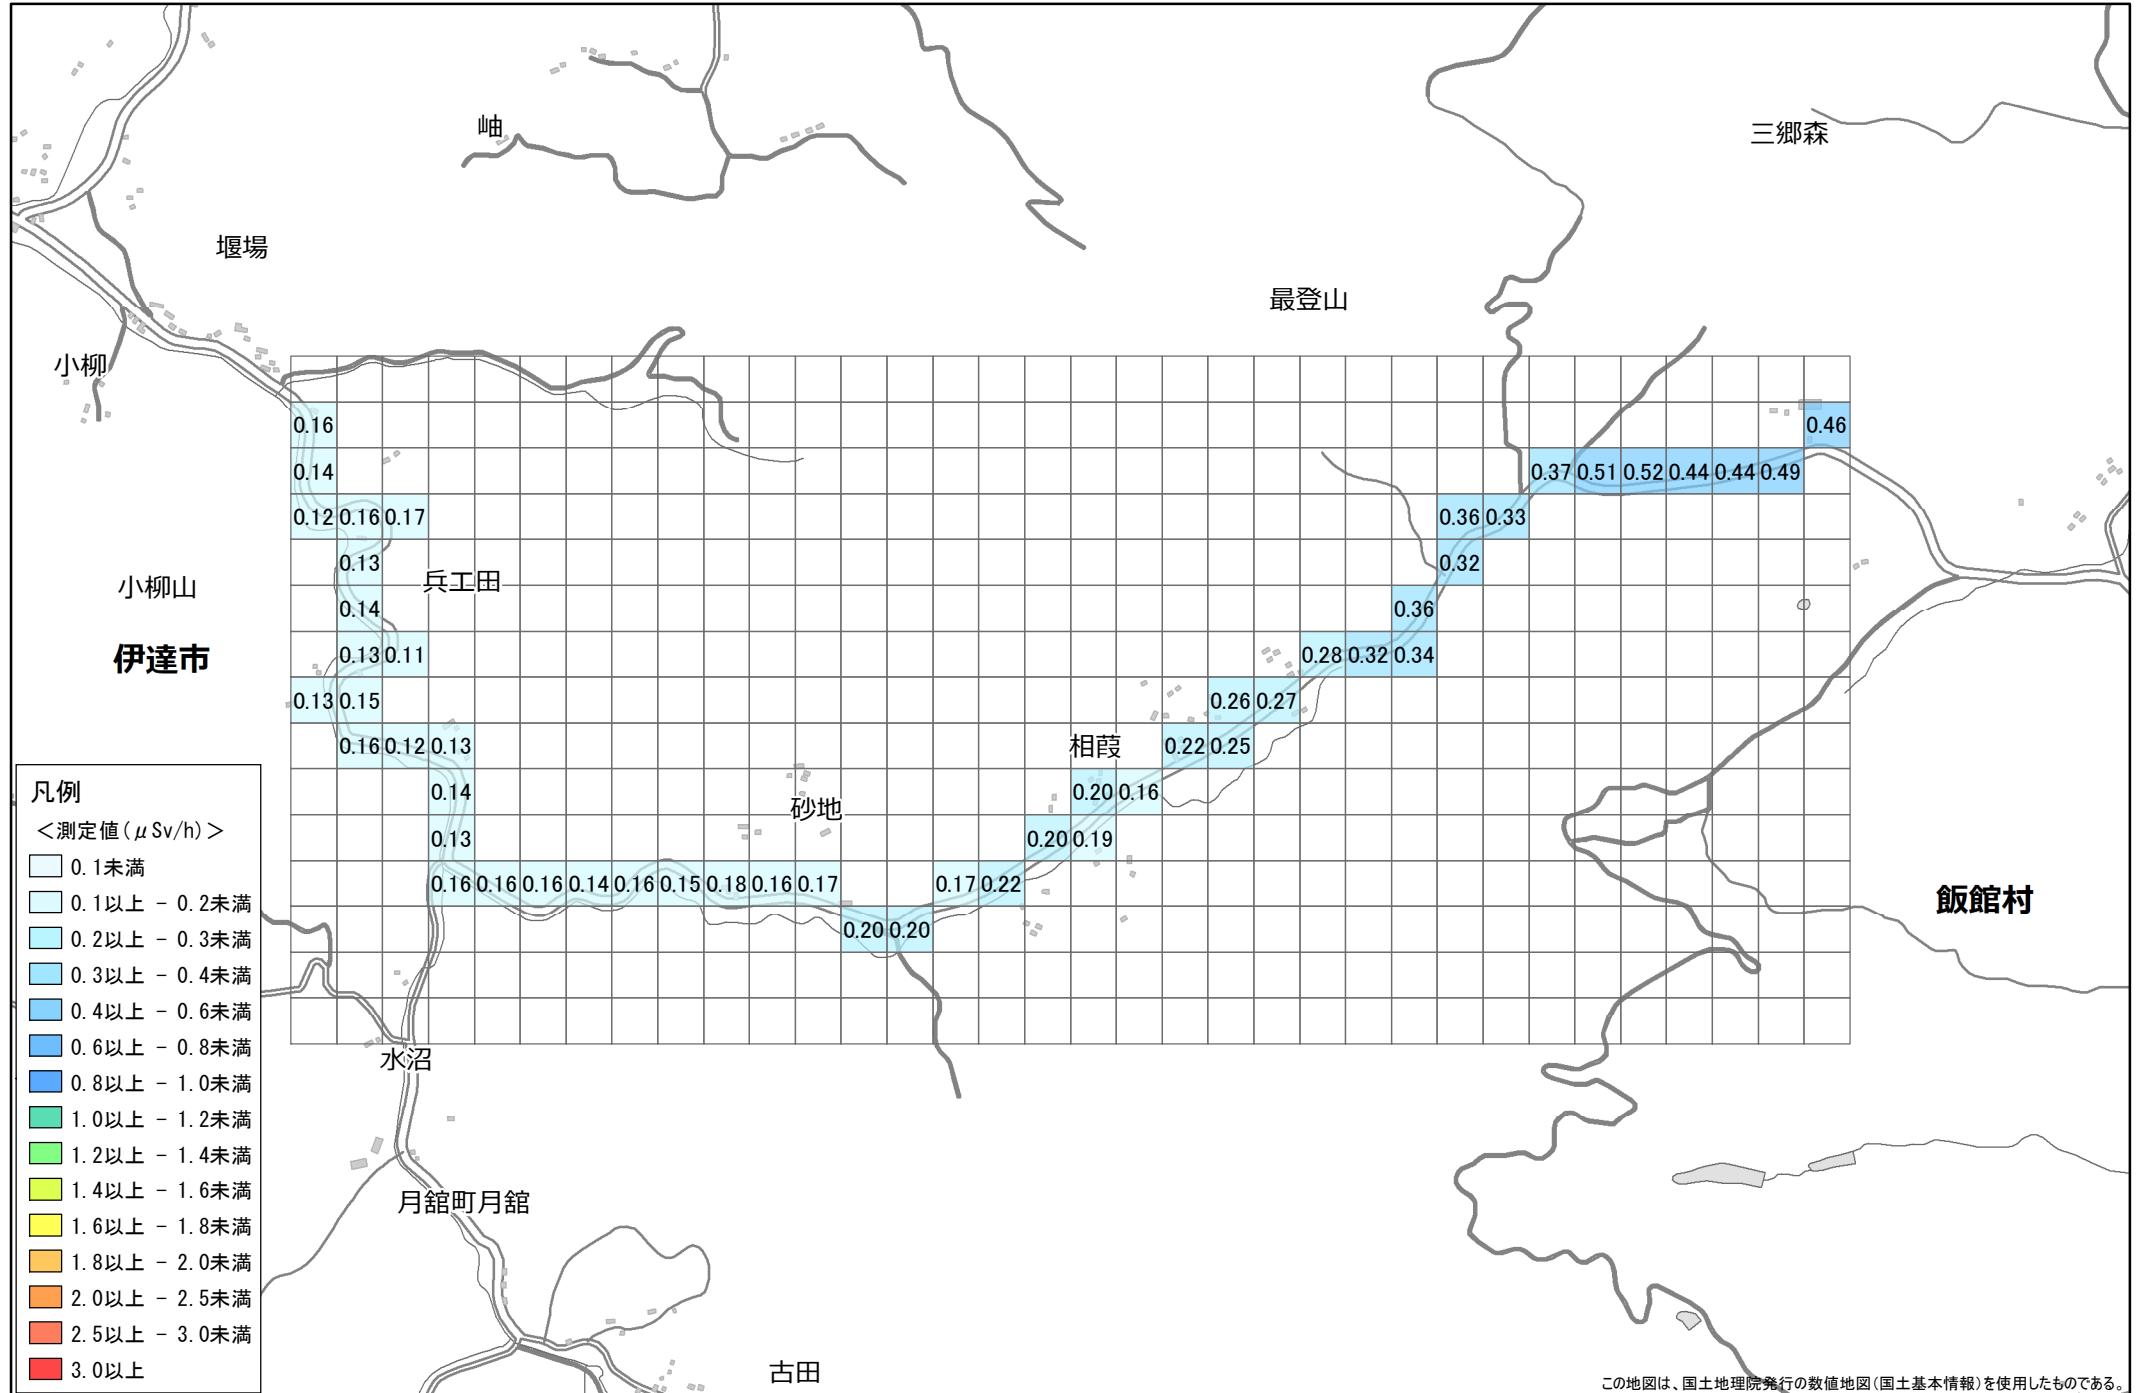 岫
三郷森
堰場
最登山
小柳
0.16
0.46
0.14
0.37 0.51 0.52 0.44 0.44 0.49
0.12 0.16 0.17
0.36 0.33
0.13
0.32
小柳山
兵工田
0.14
0.36
伊達市
0.13 0.11
0.28 0.32 0.34
0.13 0.15
0.26 0.27
0.16 0.12 0.13
相葭
0.22 0.25
0.14
砂地
0.20 0.16
0.13
0.20 0.19
0.16 0.16 0.16 0.14 0.16 0.15 0.18 0.16 0.17
0.17 0.22
飯館村
0.20 0.20
水沼
月舘町月舘
古田
凡例
<測定値(μSv/h)>
0.1未満
0.1以上 - 0.2未満
0.2以上 - 0.3未満
0.3以上 - 0.4未満
0.4以上 - 0.6未満
0.6以上 - 0.8未満
0.8以上 - 1.0未満
1.0以上 - 1.2未満
1.2以上 - 1.4未満
1.4以上 - 1.6未満
1.6以上 - 1.8未満
1.8以上 - 2.0未満
2.0以上 - 2.5未満
2.5以上 - 3.0未満
3.0以上
この地図は、国土地理院発行の数値地図(国土基本情報)を使用したものである。